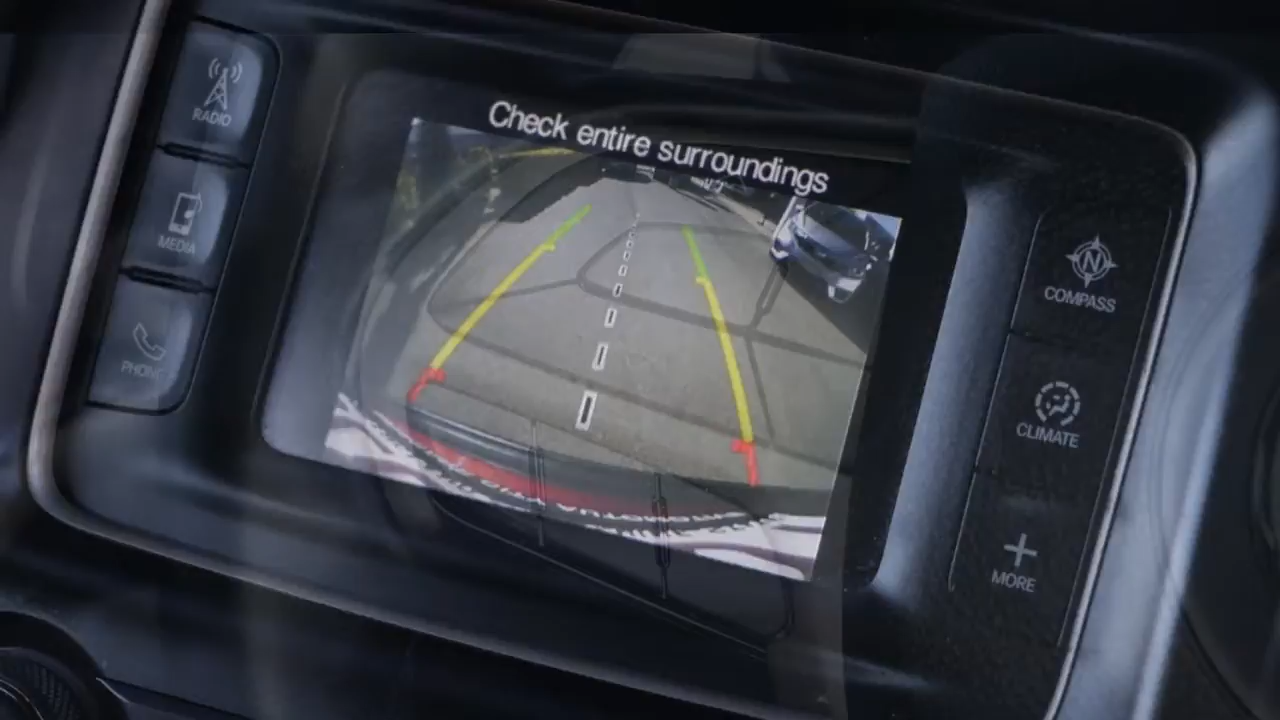 Check entire surroundings
RADIO
MEDIA
PHONE
COMPASS
CLIMATE
MORE